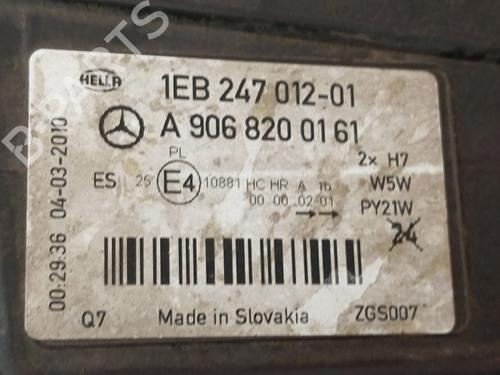 HELLA
1EB 247 012-01
A 906 820 01 61
PL
2x H7
ES 25 E4 10881 HC HR A 1b
W5W
00 00 02-01
PY21W
24
00:29:36 04-03-2010
Q7 Made in Slovakia ZGS007
B-PARTS